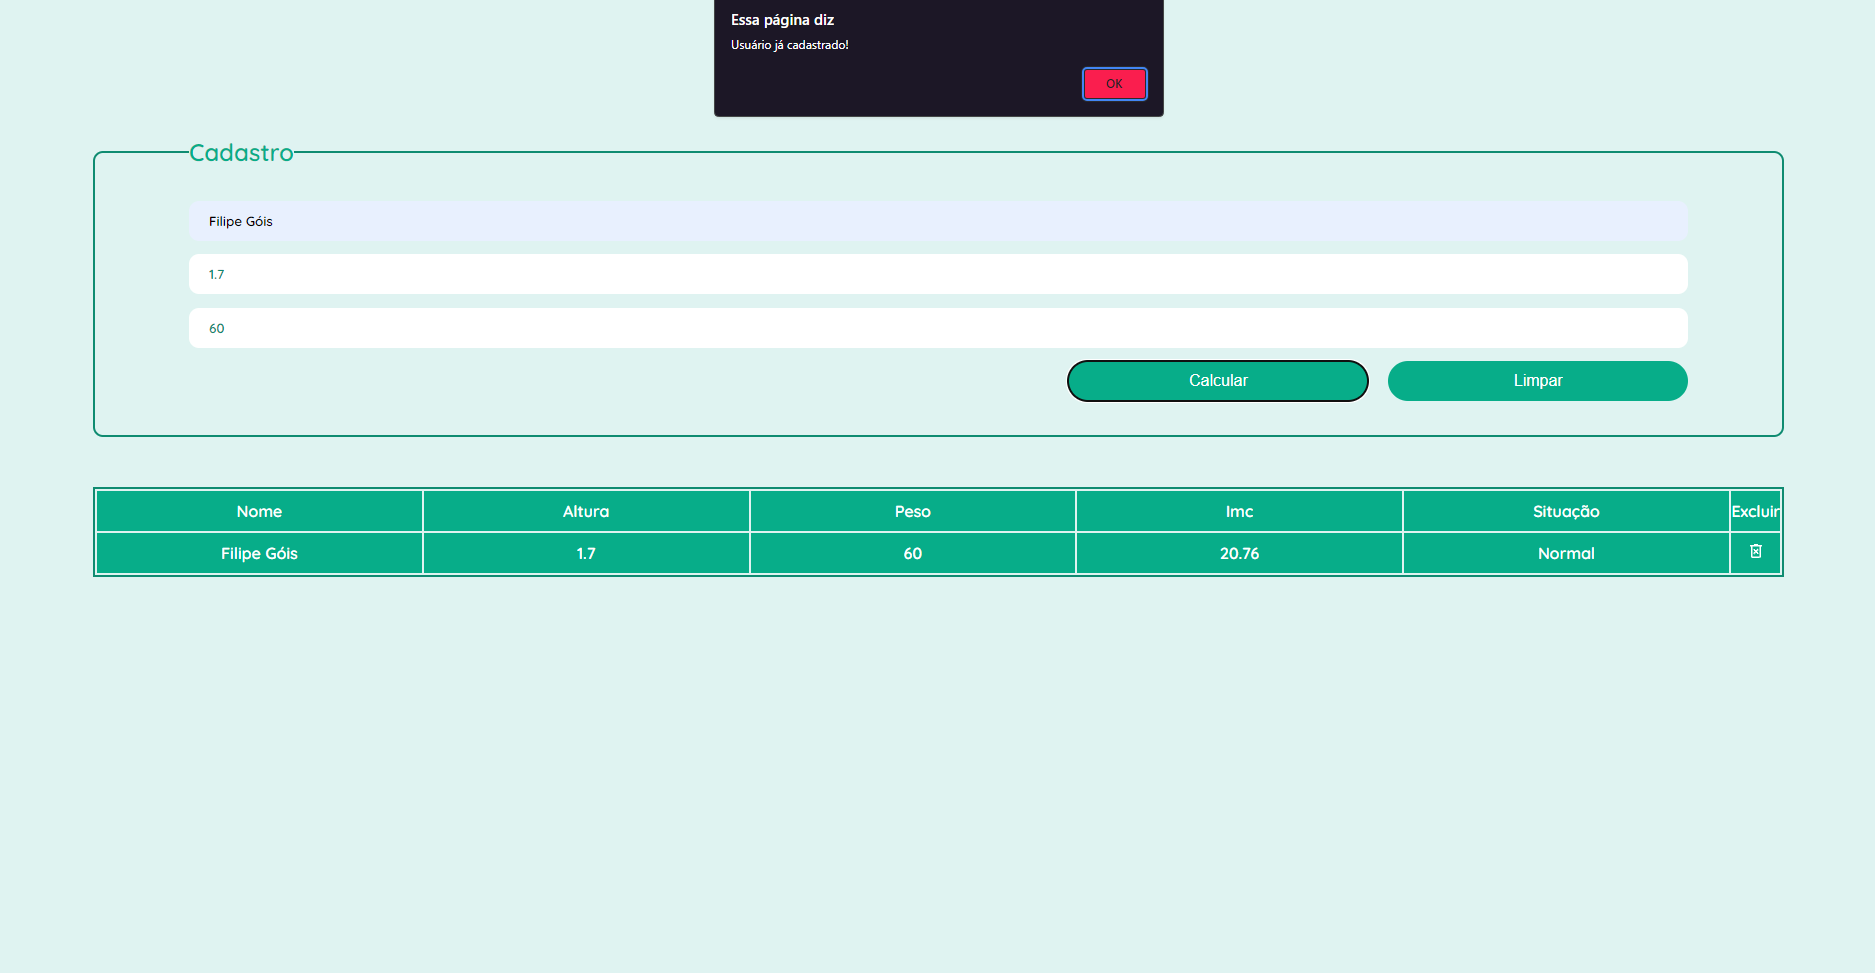 Essa página diz
Usuário já cadastrado!
OK
Cadastro
Filipe Góis
1.7
60
Calcular Limpar
Nome Altura Peso Imc Situação Excluir
Filipe Góis 1.7 60 20.76 Normal